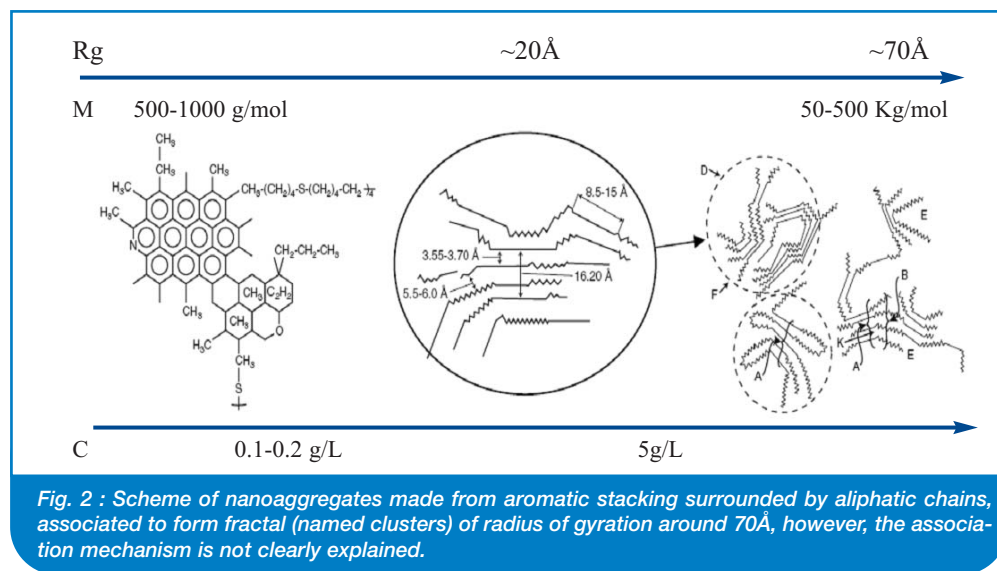 Rg ~20Å ~70Å
M 500-1000 g/mol 50-500 Kg/mol
CH₃
CH₂
H₃C
CH₃
CH₃-(CH₂)₄-S-(CH₂)₄-CH₂
H₃C
N
CH₂-CH₂-CH₃
CH₃
C₂H₂
CH₃
O
H₃C
CH₃
S
8.5-15 Å
3.55-3.70 Å
16.20 Å
5.5-6.0 Å
D
E
F
B
K
A
A
E
C 0.1-0.2 g/L 5g/L
Fig. 2 : Scheme of nanoaggregates made from aromatic stacking surrounded by aliphatic chains,
associated to form fractal (named clusters) of radius of gyration around 70Å, however, the associa-
tion mechanism is not clearly explained.